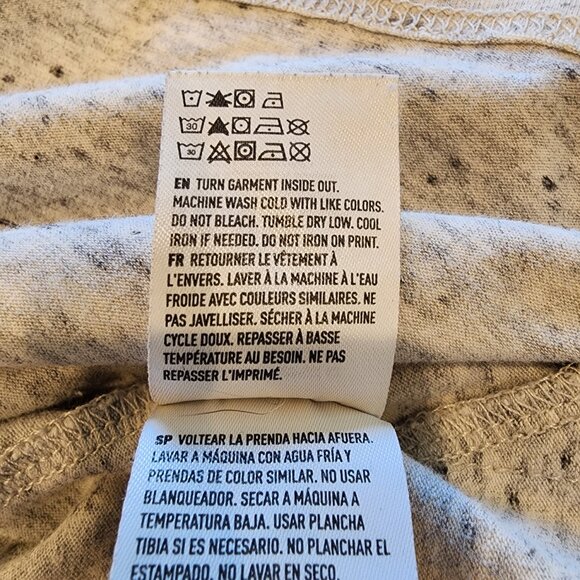 30
30
EN TURN GARMENT INSIDE OUT.
MACHINE WASH COLD WITH LIKE COLORS.
DO NOT BLEACH. TUMBLE DRY LOW. COOL
IRON IF NEEDED. DO NOT IRON ON PRINT.
FR RETOURNER LE VÊTEMENT À
L'ENVERS. LAVER À LA MACHINE À L'EAU
FROIDE AVEC COULEURS SIMILAIRES. NE
PAS JAVELLISER. SÉCHER À LA MACHINE
CYCLE DOUX. REPASSER À BASSE
TEMPÉRATURE AU BESOIN. NE PAS
REPASSER L'IMPRIMÉ.
SP VOLTEAR LA PRENDA HACIA AFUERA.
LAVAR A MÁQUINA CON AGUA FRÍA Y
PRENDAS DE COLOR SIMILAR. NO USAR
BLANQUEADOR. SECAR A MÁQUINA A
TEMPERATURA BAJA. USAR PLANCHA
TIBIA SI ES NECESARIO. NO PLANCHAR EL
ESTAMPADO. NO LAVAR EN SECO.